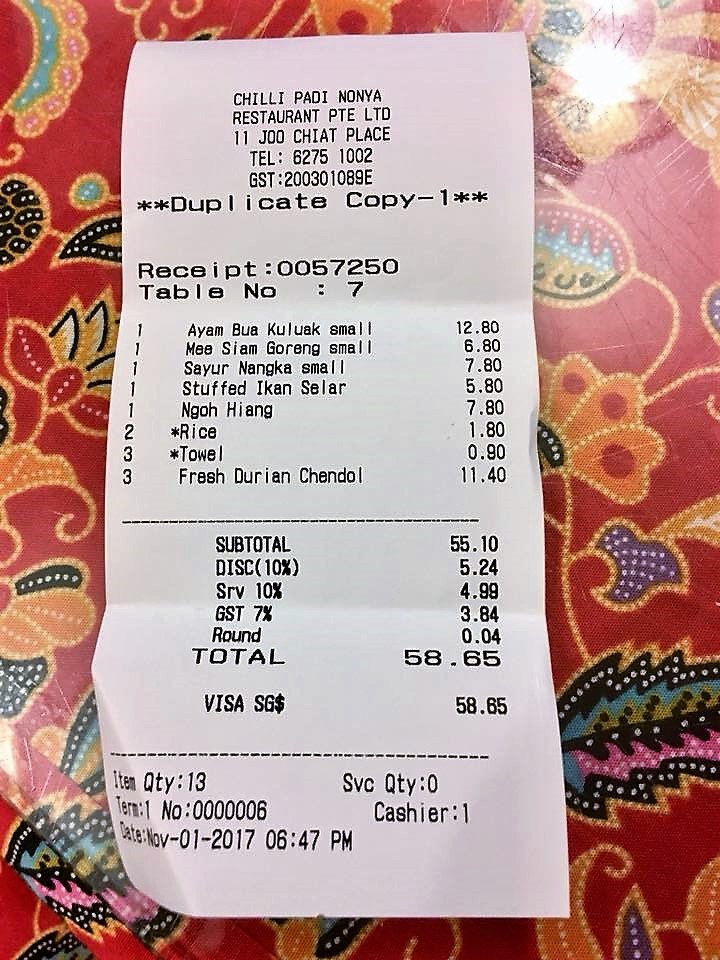 CHILLI PADI NONYA
RESTAURANT PTE LTD
11 JOO CHIAT PLACE
TEL: 6275 1002
GST:200301089E
**Duplicate Copy-1**
Receipt:0057250
Table No : 7
1 Ayam Bua Kuluak small 12.80
1 Mee Siam Goreng small 6.80
1 Sayur Nangka small 7.80
1 Stuffed Ikan Selar 5.80
1 Ngoh Hiang 7.80
2 *Rice 1.80
3 *Towel 0.90
3 Fresh Durian Chendol 11.40
SUBTOTAL 55.10
DISC(10%) 5.24
Srv 10% 4.99
GST 7% 3.84
Round 0.04
TOTAL 58.65
VISA SG$ 58.65
Item Qty:13 Svc Qty:0
Term:1 No:0000006 Cashier:1
Date:Nov-01-2017 06:47 PM